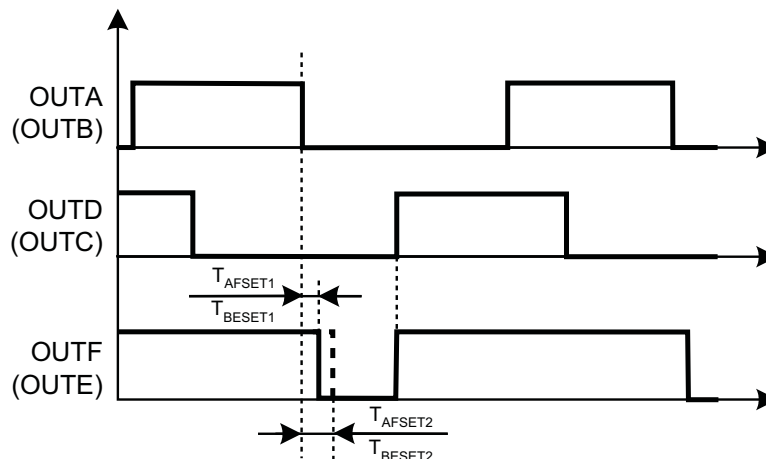 OUTA
(OUTB)
OUTD
(OUTC)
TAFSET1
TBESET1
OUTF
(OUTE)
TAFSET2
TBESET2